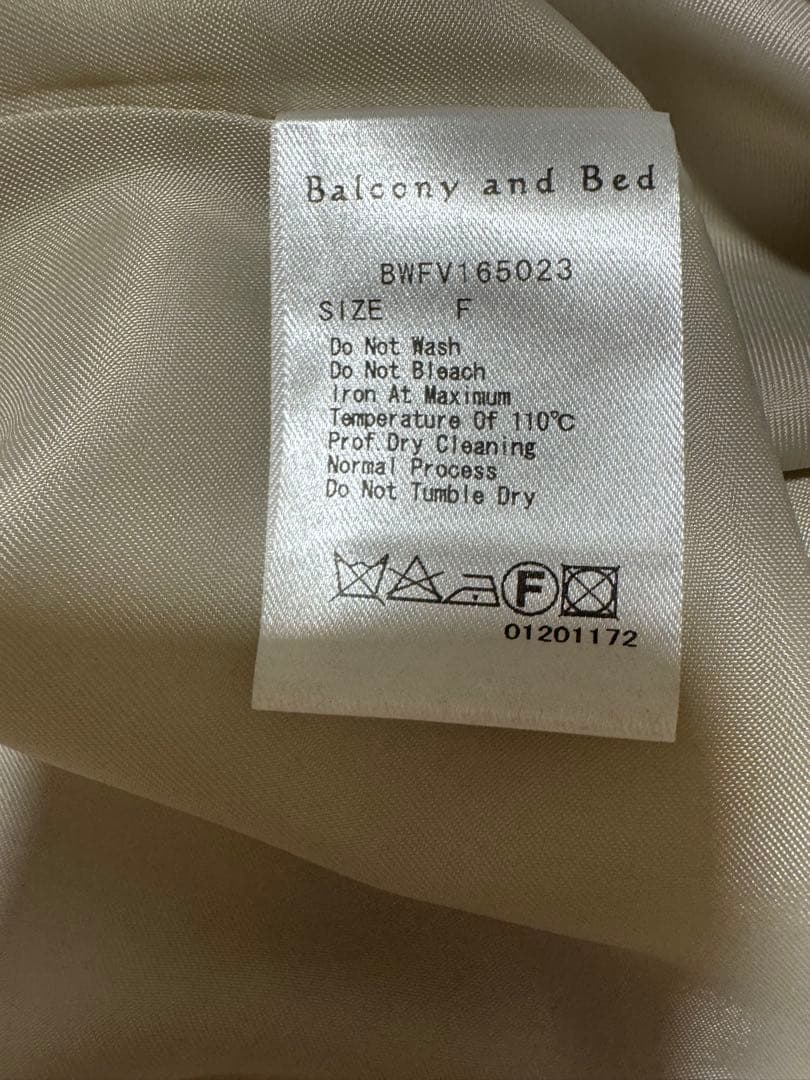 Balcony and Bed
BWFV165023
SIZE F
Do Not Wash
Do Not Bleach
Iron At Maximum
Temperature Of 110℃
Prof.Dry Cleaning
Normal Process
Do Not Tumble Dry
F
01201172